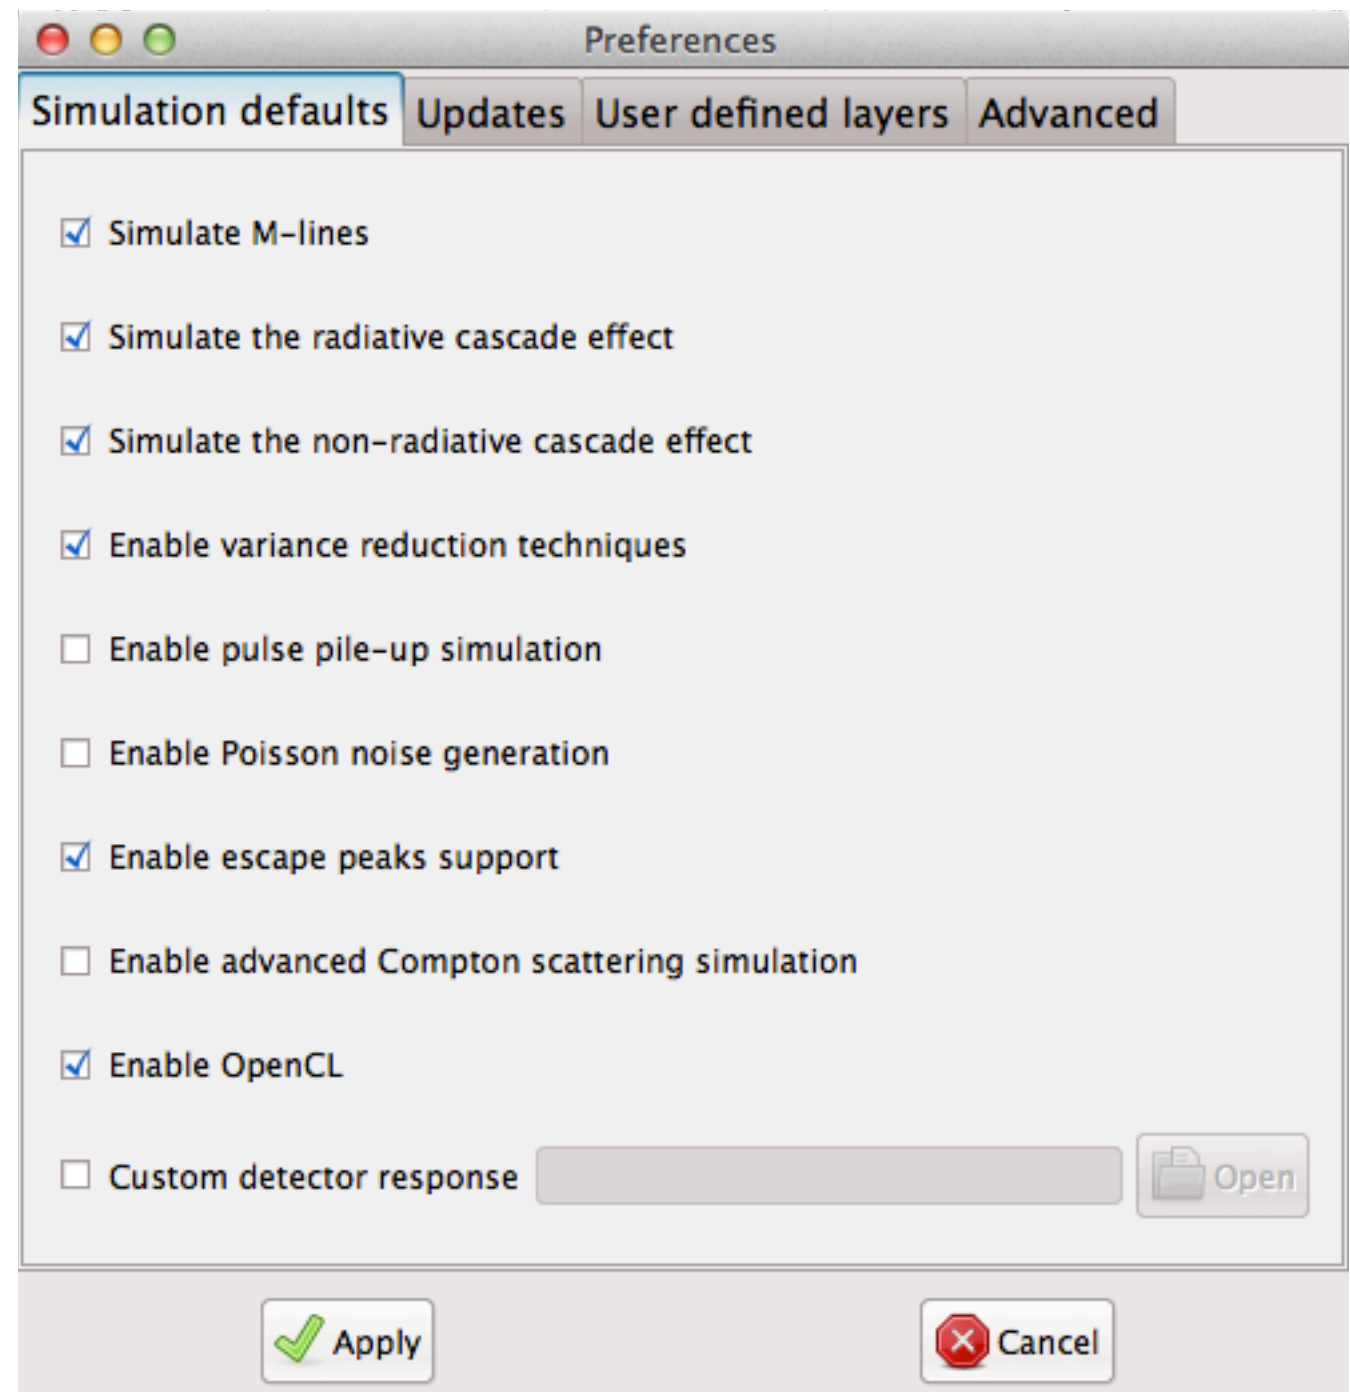 Preferences
Simulation defaults Updates User defined layers Advanced
Simulate M-lines
Simulate the radiative cascade effect
Simulate the non-radiative cascade effect
Enable variance reduction techniques
Enable pulse pile-up simulation
Enable Poisson noise generation
Enable escape peaks support
Enable advanced Compton scattering simulation
Enable OpenCL
Custom detector response Open
Apply Cancel